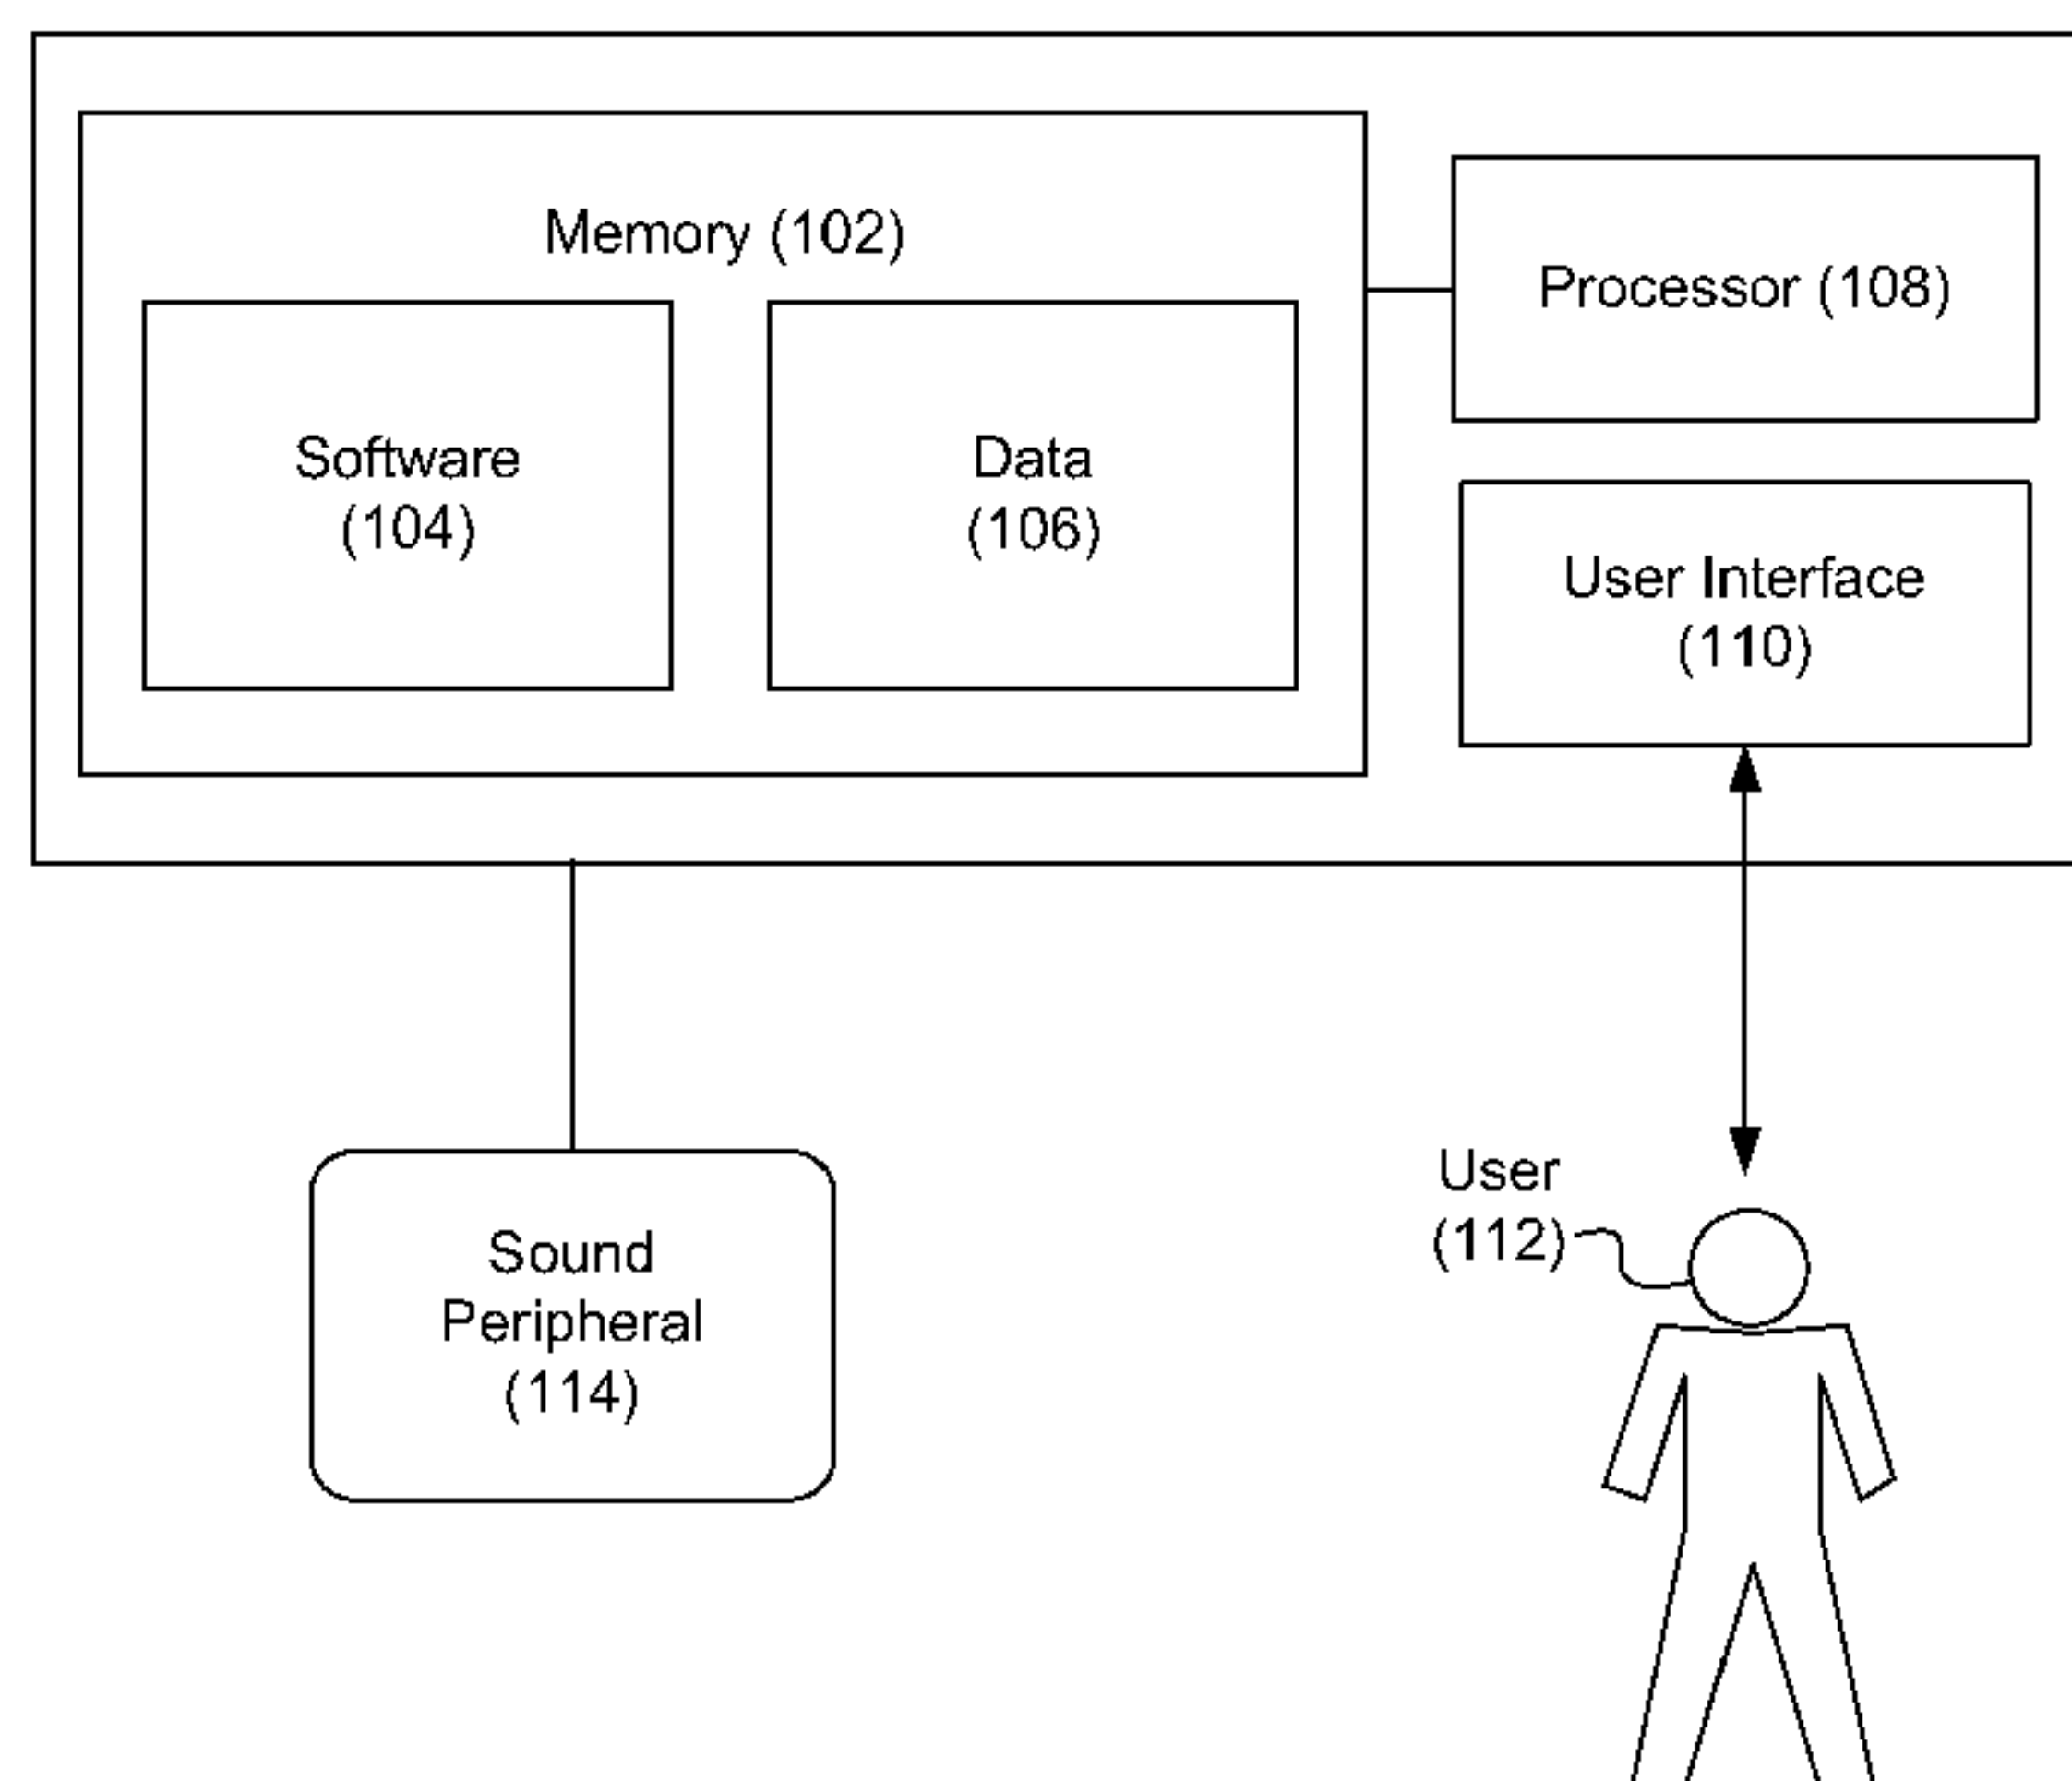 Memory (102)
Processor (108)
Software
(104)
Data
(106)
User Interface
(110)
User
(112)
Sound
Peripheral
(114)